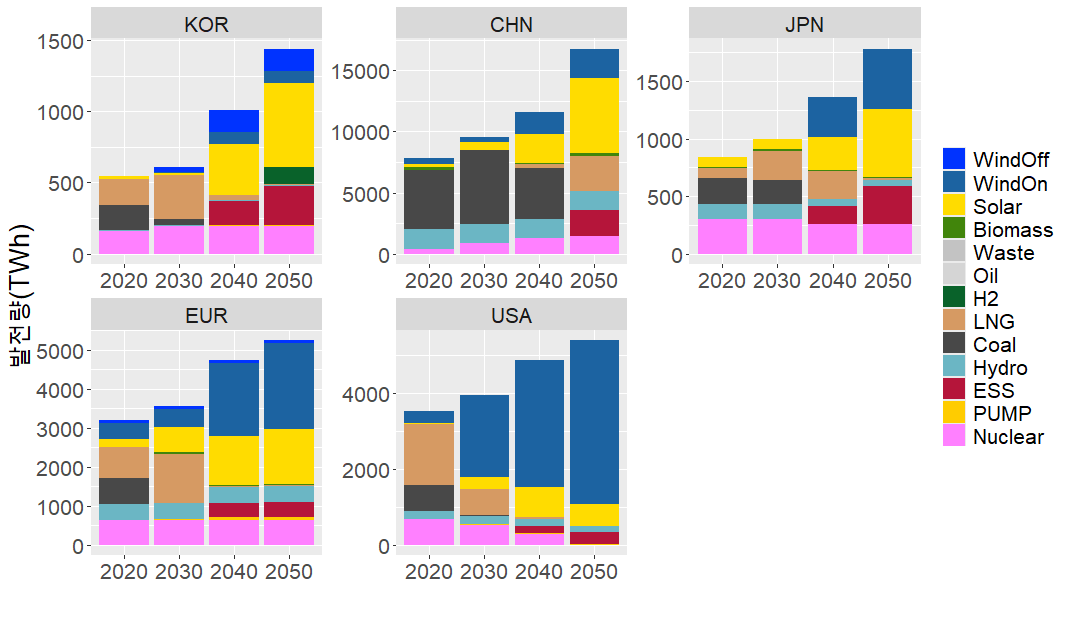 KOR
CHN
JPN
1500
1000
500
0
15000
10000
5000
0
1500
1000
500
0
2020 2030 2040 2050
2020 2030 2040 2050
2020 2030 2040 2050
발전량(TWh)
EUR
USA
5000
4000
3000
2000
1000
0
4000
2000
0
2020 2030 2040 2050
2020 2030 2040 2050
WindOff
WindOn
Solar
Biomass
Waste
Oil
H2
LNG
Coal
Hydro
ESS
PUMP
Nuclear